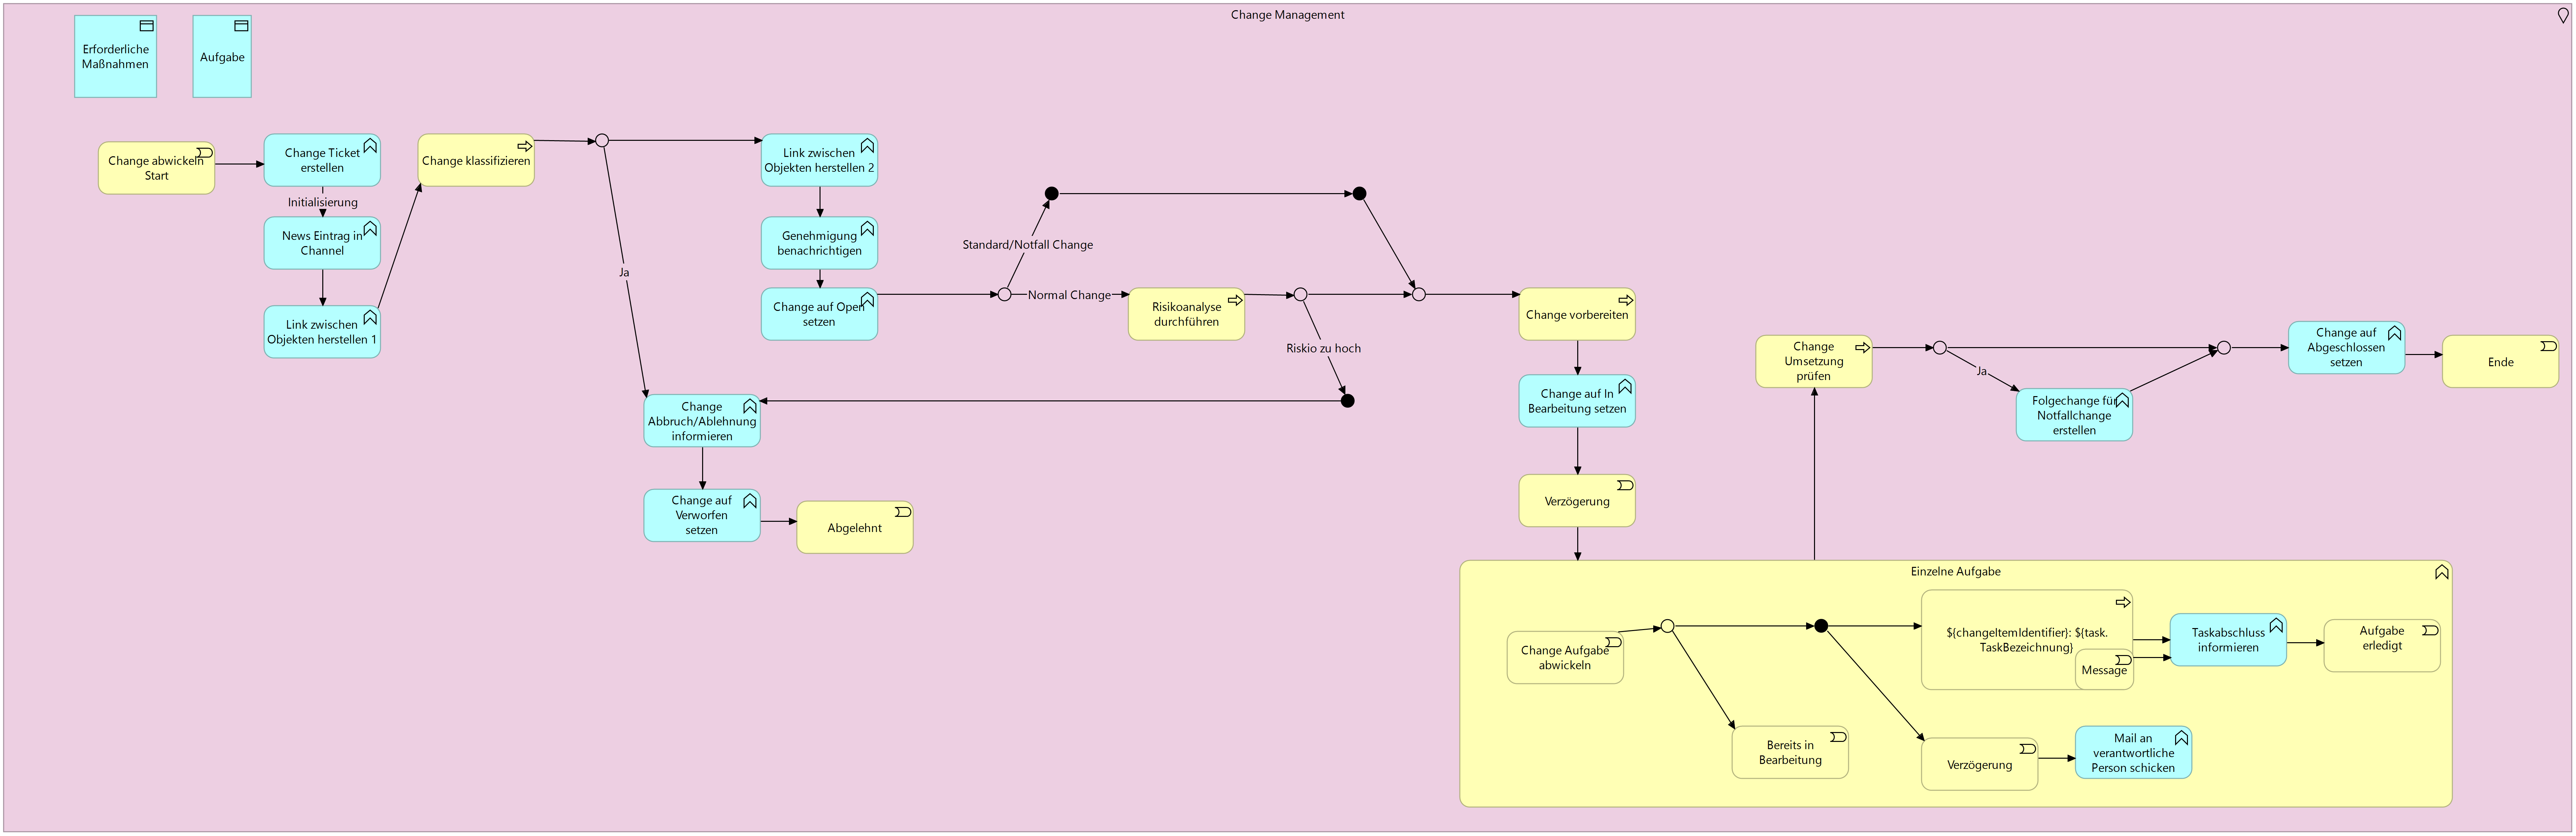 Change Management
Erforderliche
Maßnahmen
Aufgabe
Change abwickeln
Start
Change Ticket
erstellen
Initialisierung
News Eintrag in
Channel
Link zwischen
Objekten herstellen 1
Change klassifizieren
Ja
Link zwischen
Objekten herstellen 2
Genehmigung
benachrichtigen
Change auf Open
setzen
Standard/Notfall Change
Normal Change
Risikoanalyse
durchführen
Riskio zu hoch
Change
Abbruch/Ablehnung
informieren
Change auf
Verworfen
setzen
Abgelehnt
Change vorbereiten
Change auf In
Bearbeitung setzen
Verzögerung
Change
Umsetzung
prüfen
Ja
Folgechange für
Notfallchange
erstellen
Change auf
Abgeschlossen
setzen
Ende
Einzelne Aufgabe
Change Aufgabe
abwickeln
Bereits in
Bearbeitung
${changeItemIdentifier}: ${task.
TaskBezeichnung}
Message
Taskabschluss
informieren
Aufgabe
erledigt
Verzögerung
Mail an
verantwortliche
Person schicken